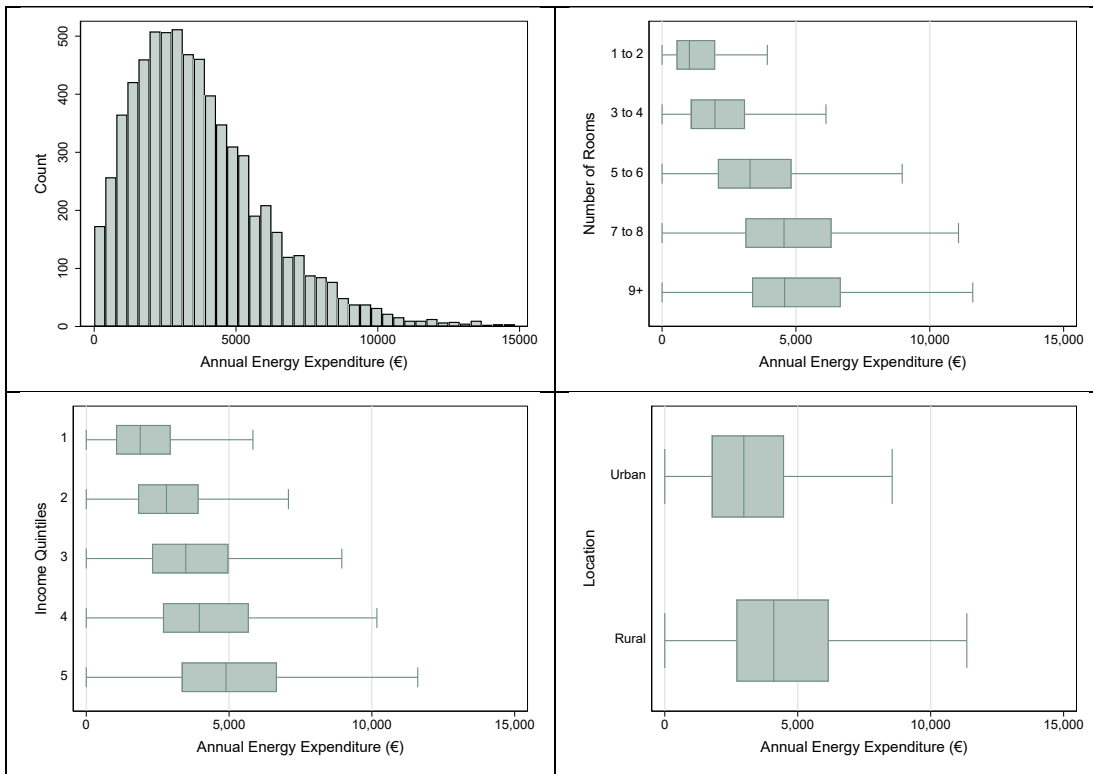 500
400
300
200
100
0
Count
0
5000
10000
15000
Annual Energy Expenditure (€)
Number of Rooms
1 to 2
3 to 4
5 to 6
7 to 8
9+
0
5,000
10,000
15,000
Annual Energy Expenditure (€)
Income Quintiles
1
2
3
4
5
0
5,000
10,000
15,000
Annual Energy Expenditure (€)
Location
Urban
Rural
0
5,000
10,000
15,000
Annual Energy Expenditure (€)